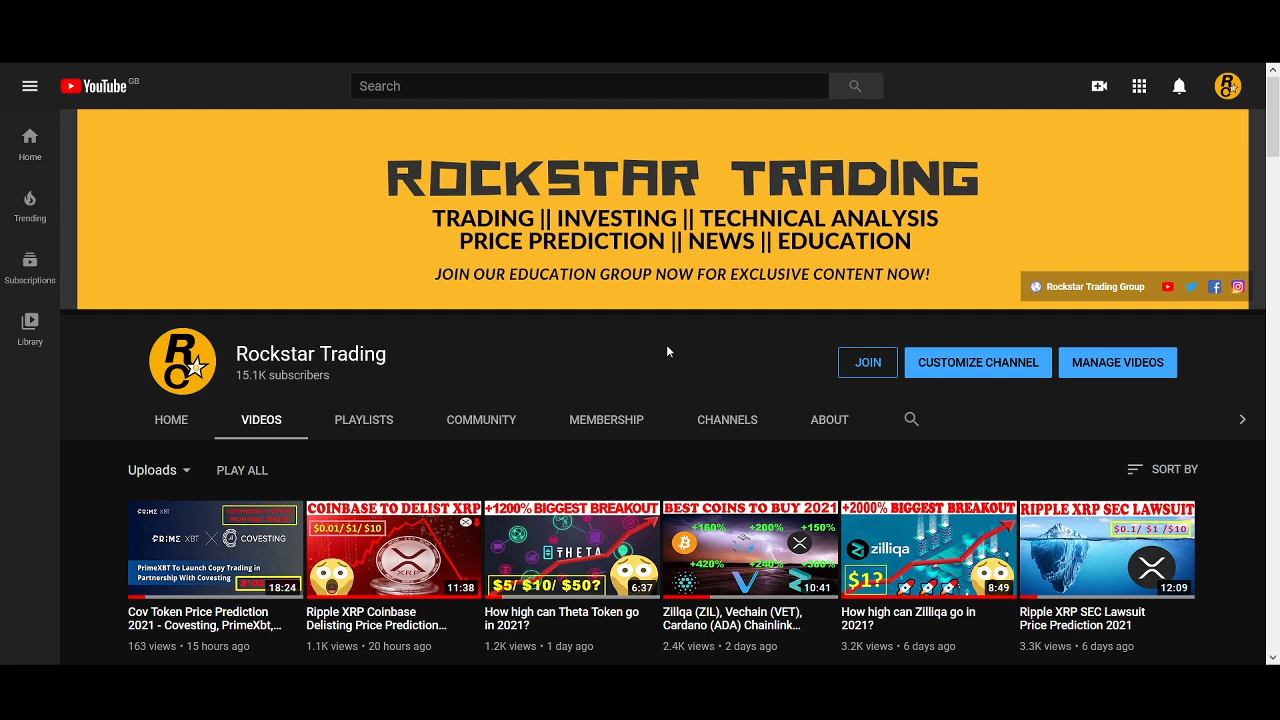 YouTube GB
Search
Home
Trending
Subscriptions
Library
ROCKSTAR TRADING
TRADING || INVESTING || TECHNICAL ANALYSIS
PRICE PREDICTION || NEWS || EDUCATION
JOIN OUR EDUCATION GROUP NOW FOR EXCLUSIVE CONTENT NOW!
Rockstar Trading Group
Rockstar Trading
15.1K subscribers
JOIN
CUSTOMIZE CHANNEL
MANAGE VIDEOS
HOME VIDEOS PLAYLISTS COMMUNITY MEMBERSHIP CHANNELS ABOUT
Uploads PLAY ALL
SORT BY
PRIME XBT
PRIME XBT X COVESTING
PrimeXBT To Launch Copy Trading in
Partnership With Covesting
18:24
Cov Token Price Prediction
2021 - Covesting, PrimeXbt,...
163 views • 15 hours ago
COINBASE TO DELIST XRP
$0.01/ $1/ $10
XRP
11:38
Ripple XRP Coinbase
Delisting Price Prediction...
1.1K views • 20 hours ago
+1200% BIGGEST BREAKOUT
THETA
$5/ $10/ $50?
6:37
How high can Theta Token go
in 2021?
1.2K views • 1 day ago
BEST COINS TO BUY 2021
+160% +200% +150%
+420% +240% +300%
10:41
Zillqa (ZIL), Vechain (VET),
Cardano (ADA) Chainlink...
2.4K views • 2 days ago
+2000% BIGGEST BREAKOUT
zilliqa
$1?
8:49
How high can Zilliqa go in
2021?
3.2K views • 6 days ago
RIPPLE XRP SEC LAWSUIT
$0.1/ $1 /$10
12:09
Ripple XRP SEC Lawsuit
Price Prediction 2021
3.3K views • 6 days ago